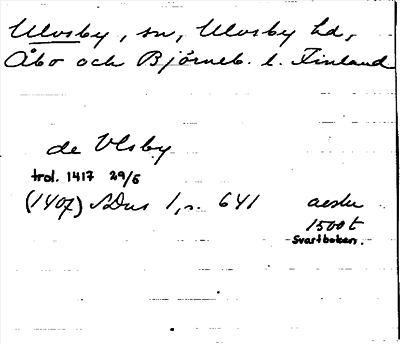 Ulvsby, sn, Ulvsby hd,
Åbo och Björneb. l. Finland
de Vlsby
trol. 1417 29/6
(1407) SDns 1, s. 641 aeske
1500 t
Svartboken.